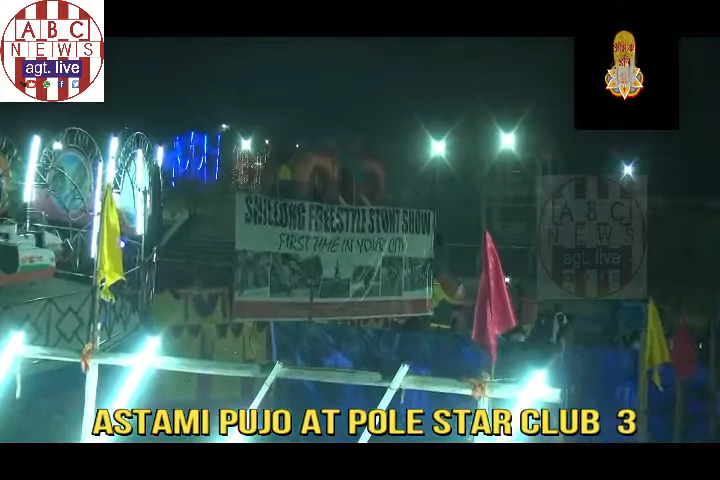 ABC
NEWS
agt. live
SHILLONG FREESTYLE STUNT SHOW
FIRST TIME IN YOUR CITY
ABC
NEWS
agt. live
ASTAMI PUJO AT POLE STAR CLUB 3